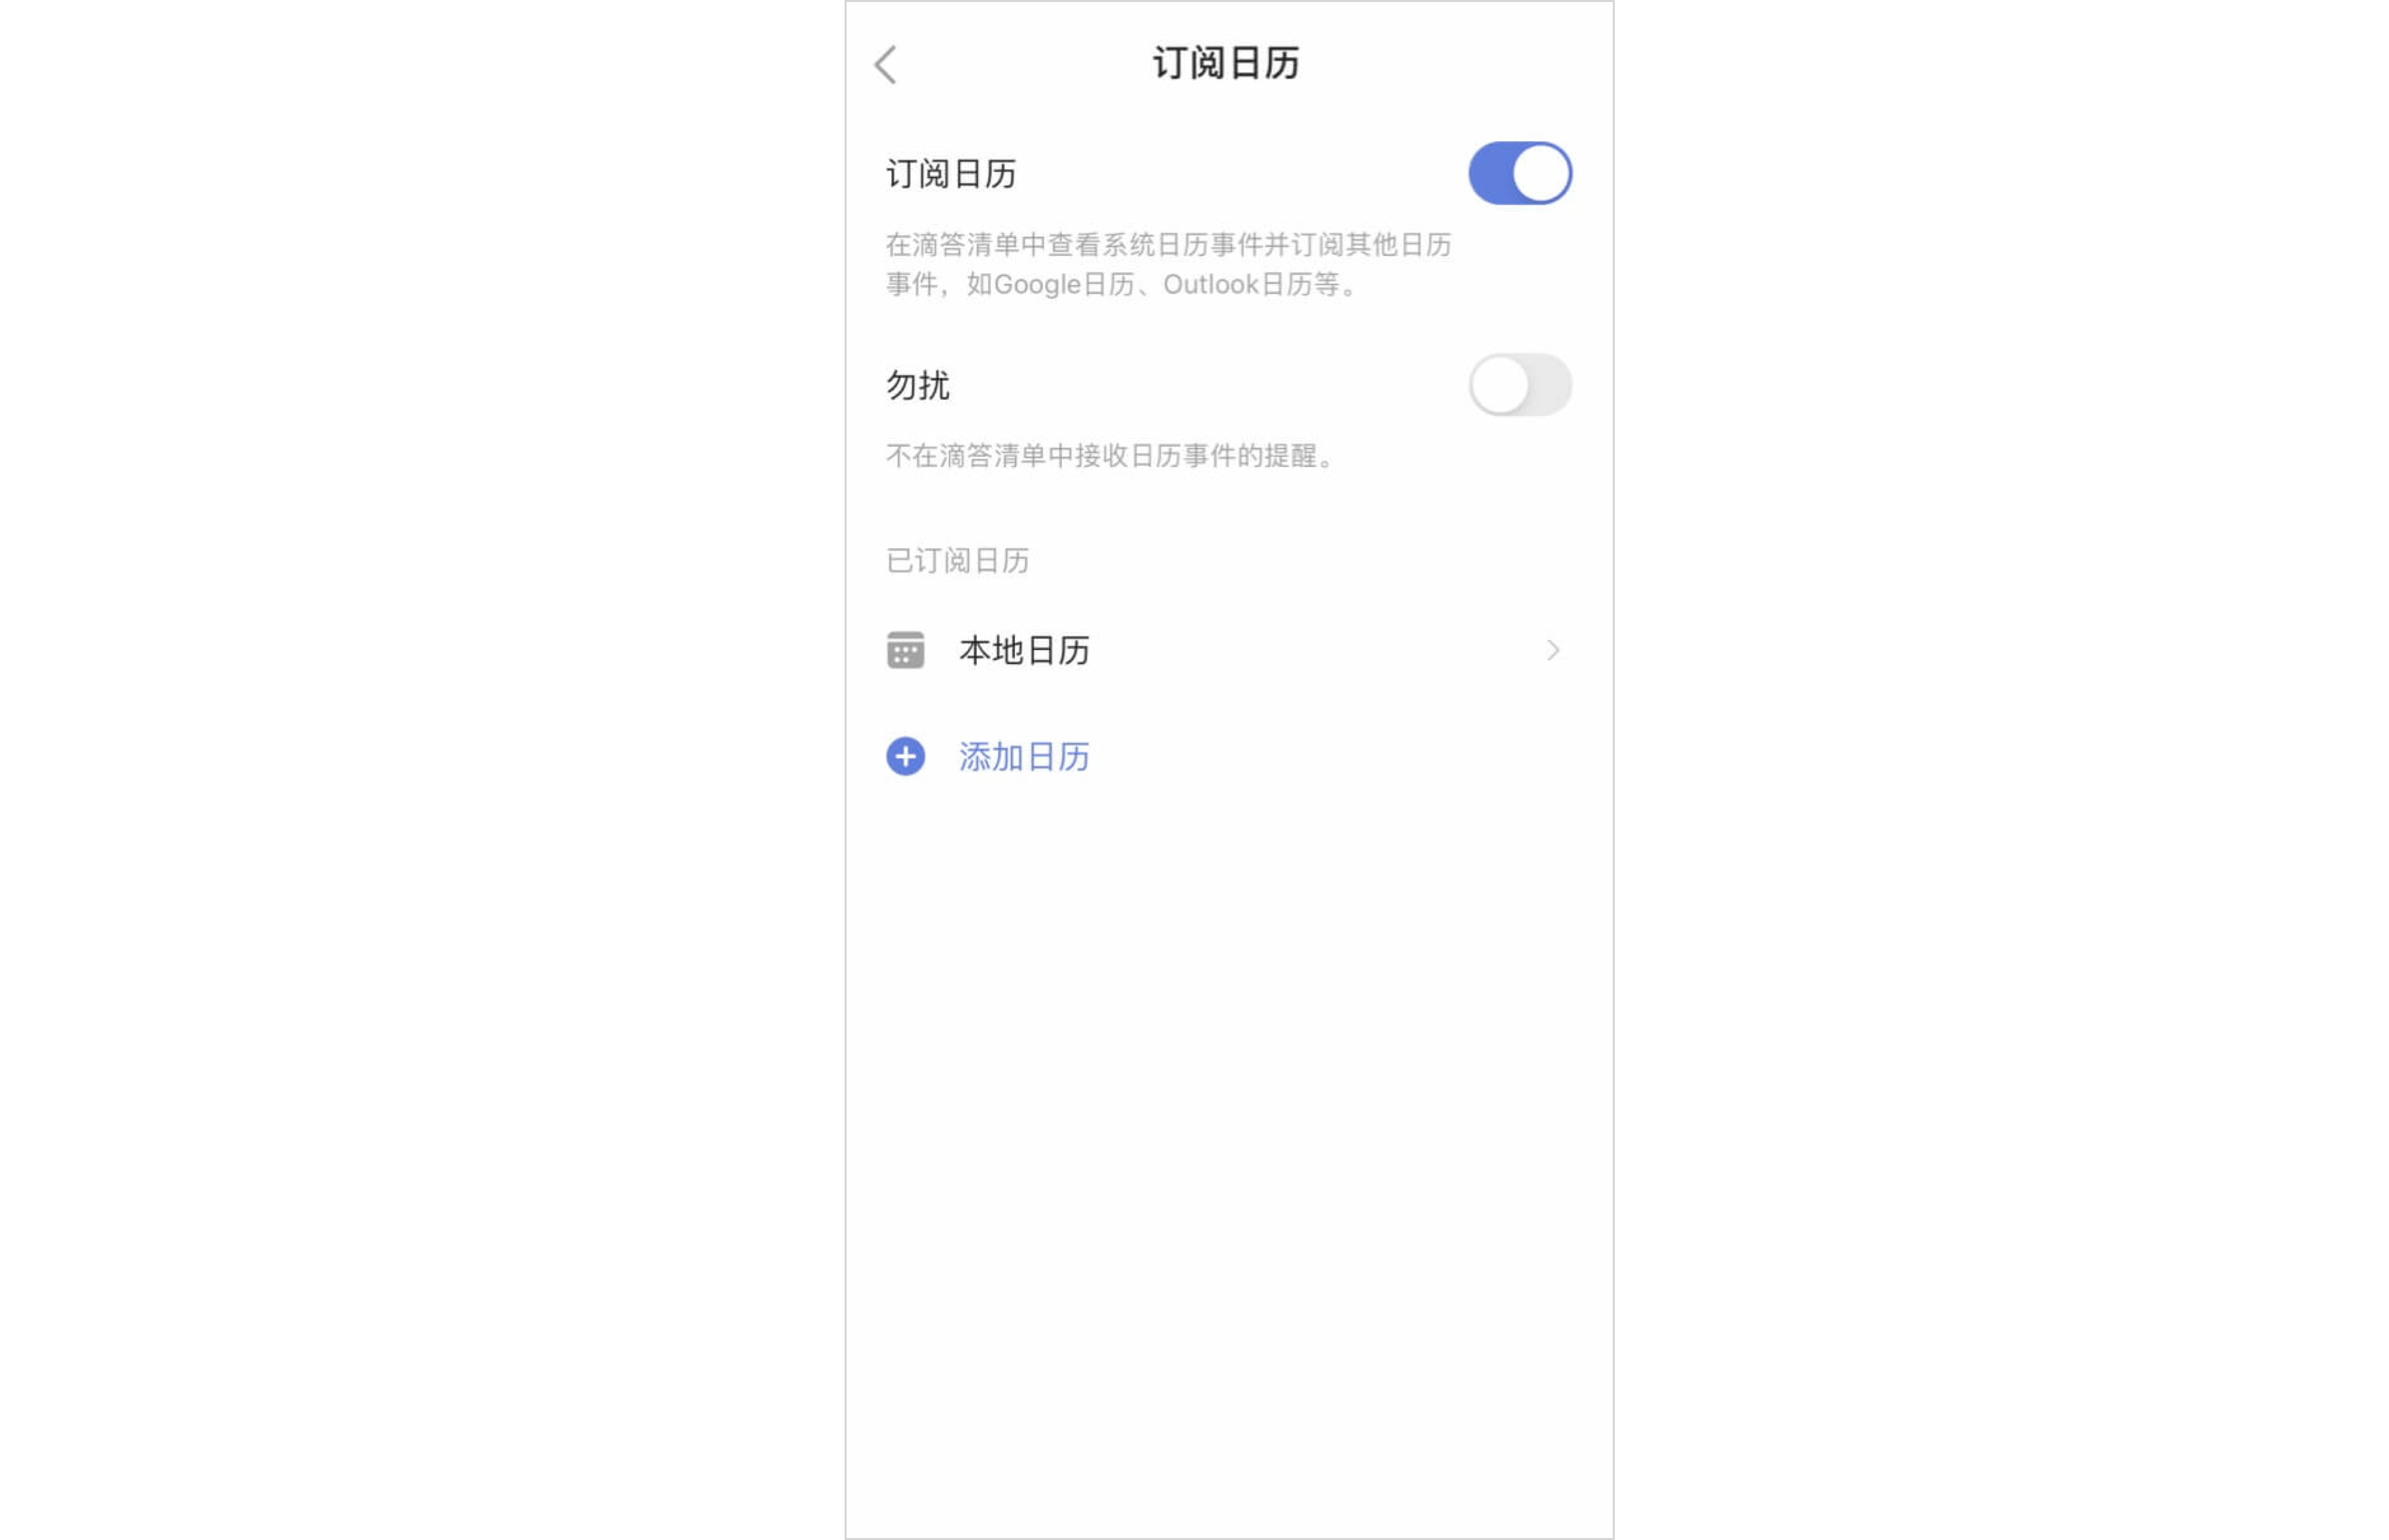 订阅日历
订阅日历
在滴答清单中查看系统日历事件并订阅其他日历
事件，如Google日历、Outlook日历等。
勿扰
不在滴答清单中接收日历事件的提醒。
已订阅日历
本地日历
添加日历